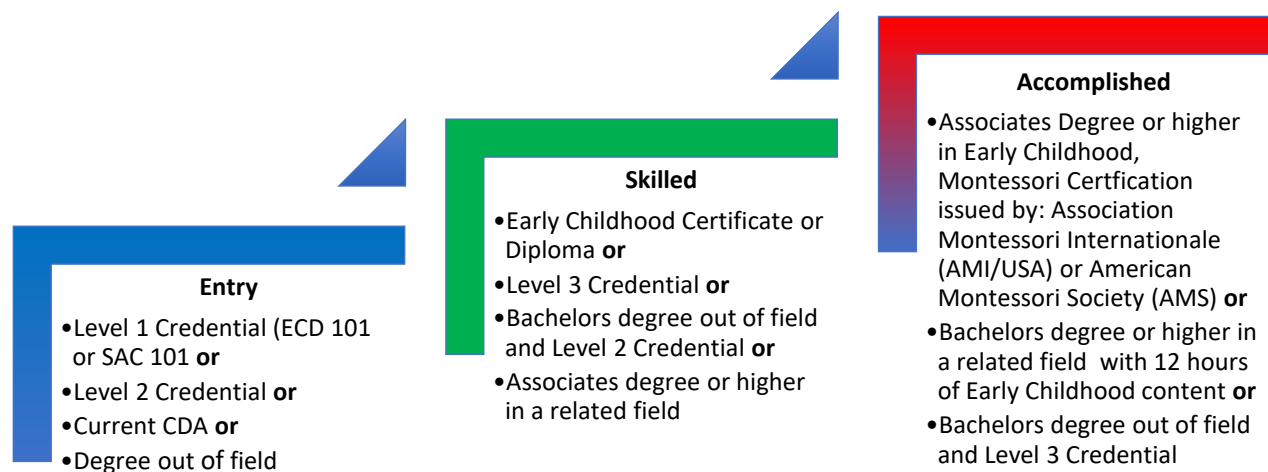 Entry
•Level 1 Credential (ECD 101
or SAC 101 or
•Level 2 Credential or
•Current CDA or
•Degree out of field
Skilled
•Early Childhood Certificate or
Diploma or
•Level 3 Credential or
•Bachelors degree out of field
and Level 2 Credential or
•Associates degree or higher
in a related field
Accomplished
•Associates Degree or higher
in Early Childhood,
Montessori Certfication
issued by: Association
Montessori Internationale
(AMI/USA) or American
Montessori Society (AMS) or
•Bachelors degree or higher in
a related field with 12 hours
of Early Childhood content or
•Bachelors degree out of field
and Level 3 Credential